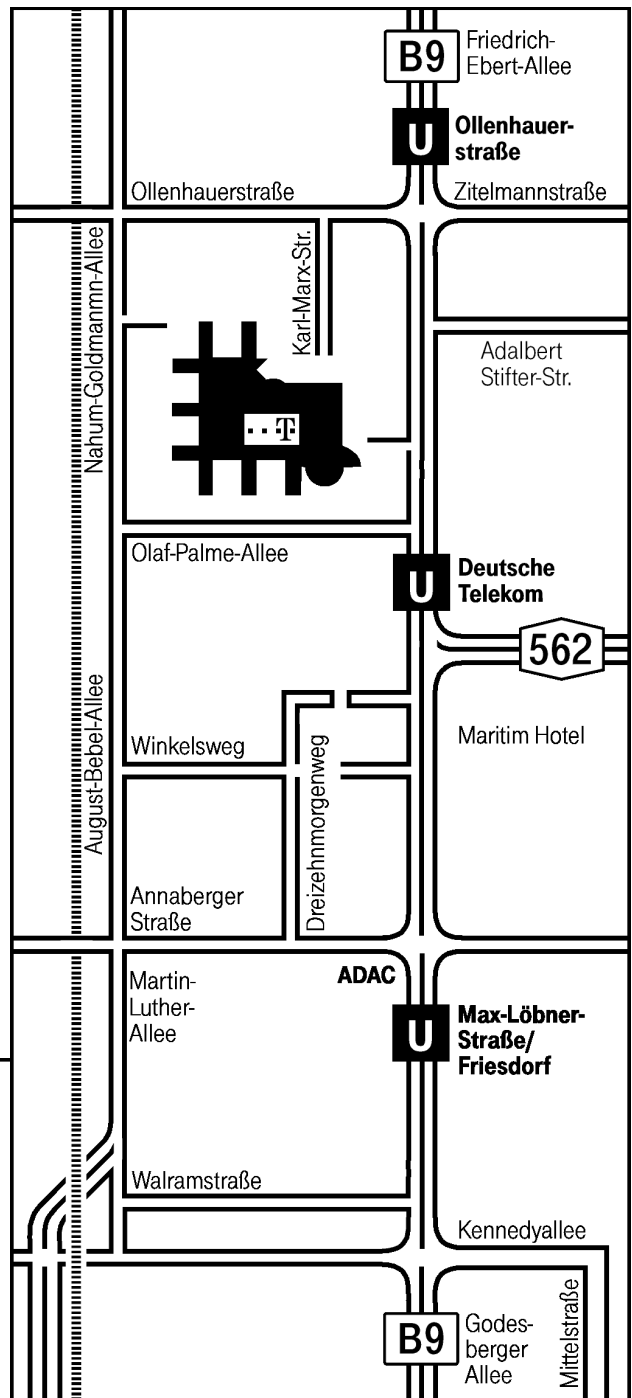 B9
Friedrich-
Ebert-Allee
U
Ollenhauer-
straße
Ollenhauerstraße
Zitelmannstraße
Nahum-Goldmanmn-Allee
Karl-Marx-Str.
Adalbert
Stifter-Str.
T
Olaf-Palme-Allee
U
Deutsche
Telekom
562
August-Bebel-Allee
Winkelsweg
Dreizehnmorgenweg
Maritim Hotel
Annaberger
Straße
ADAC
Martin-
Luther-
Allee
U
Max-Löbner-
Straße/
Friesdorf
Walramstraße
Kennedyallee
B9
Godes-
berger
Allee
Mittelstraße